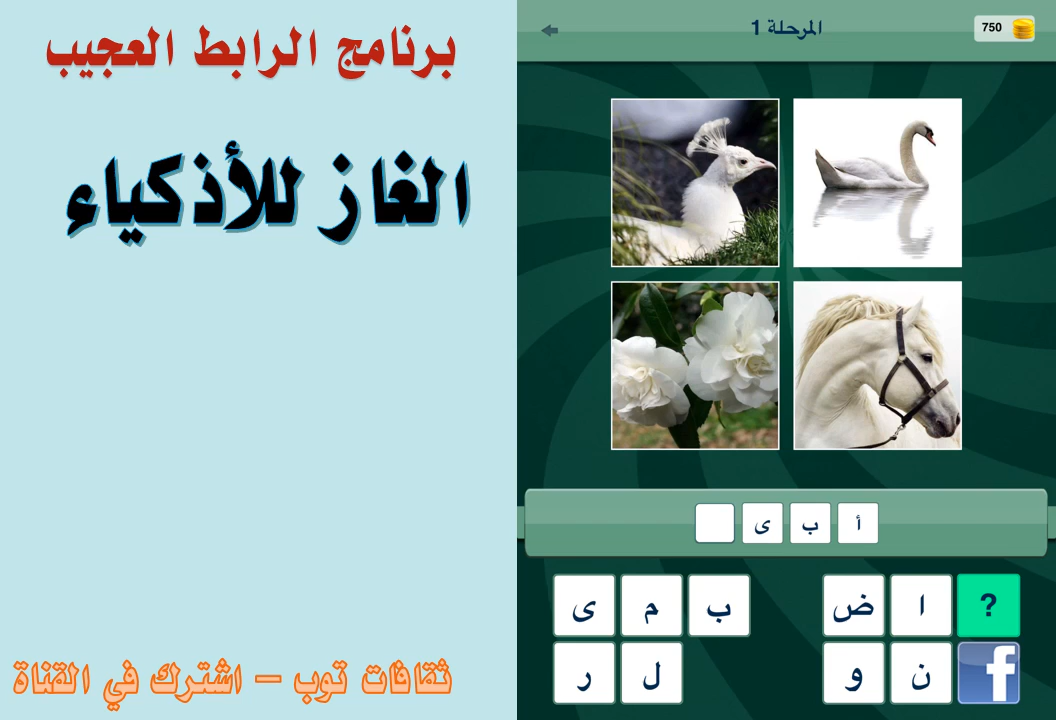 برنامج الرابط العجيب
الغاز للأذكياء
ثقافات توب – اشترك في القناة
المرحلة 1
750
أ ب ى
? ا ض ب م ى
f ن و ل ر